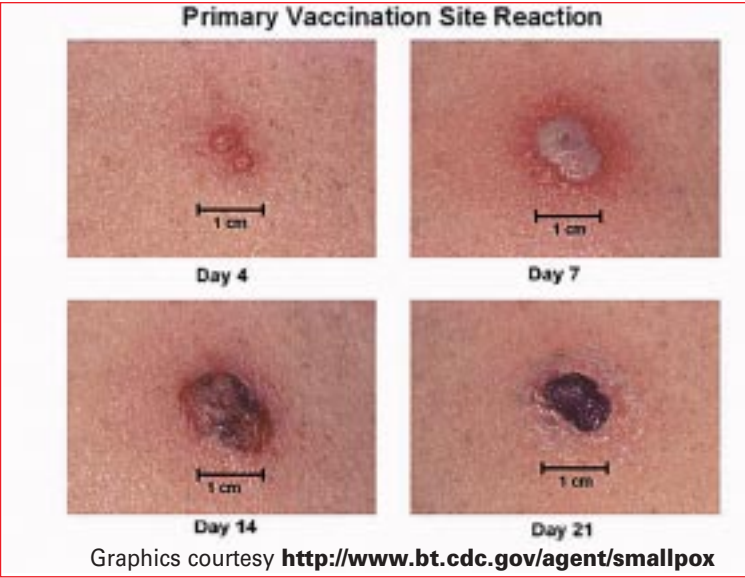 Primary Vaccination Site Reaction
1 cm
1 cm
Day 4
Day 7
1 cm
1 cm
Day 14
Day 21
Graphics courtesy http://www.bt.cdc.gov/agent/smallpox